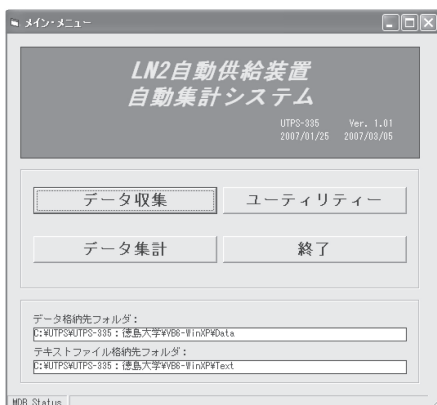 メイン・メニュー
LN2自動供給装置
自動集計システム
UTPS-335 Ver. 1.01
2007/01/25 2007/03/05
データ収集 ユーティリティー
データ集計 終了
データ格納先フォルダ：
C:¥UTPS¥UTPS-335：徳島大学¥VB6-WinXP¥Data
テキストファイル格納先フォルダ：
C:¥UTPS¥UTPS-335：徳島大学¥VB6-WinXP¥Text
MDB Status